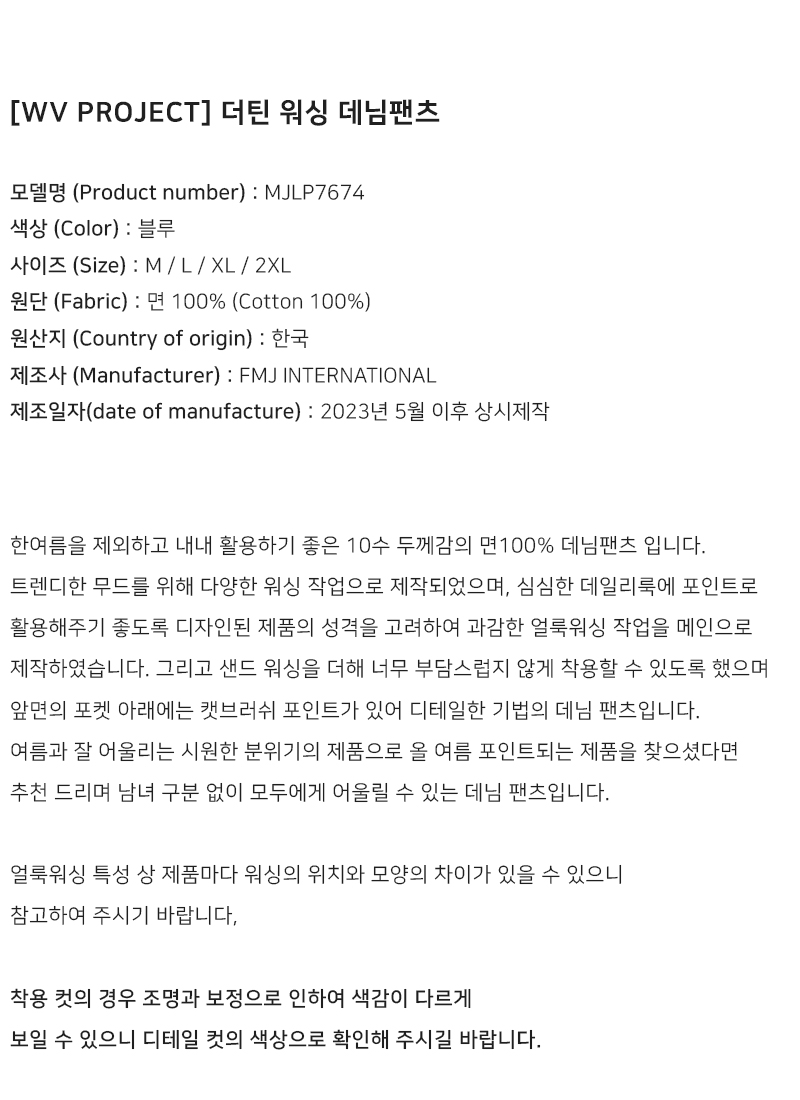 [WV PROJECT] 더틴 워싱 데님팬츠
모델명 (Product number) : MJLP7674
색상 (Color) : 블루
사이즈 (Size) : M / L / XL / 2XL
원단 (Fabric) : 면 100% (Cotton 100%)
원산지 (Country of origin) : 한국
제조사 (Manufacturer) : FMJ INTERNATIONAL
제조일자(date of manufacture) : 2023년 5월 이후 상시제작
한여름을 제외하고 내내 활용하기 좋은 10수 두께감의 면100% 데님팬츠 입니다.
트렌디한 무드를 위해 다양한 워싱 작업으로 제작되었으며, 심심한 데일리룩에 포인트로
활용해주기 좋도록 디자인된 제품의 성격을 고려하여 과감한 얼룩워싱 작업을 메인으로
제작하였습니다. 그리고 샌드 워싱을 더해 너무 부담스럽지 않게 착용할 수 있도록 했으며
앞면의 포켓 아래에는 캣브러쉬 포인트가 있어 디테일한 기법의 데님 팬츠입니다.
여름과 잘 어울리는 시원한 분위기의 제품으로 올 여름 포인트되는 제품을 찾으셨다면
추천 드리며 남녀 구분 없이 모두에게 어울릴 수 있는 데님 팬츠입니다.
얼룩워싱 특성 상 제품마다 워싱의 위치와 모양의 차이가 있을 수 있으니
참고하여 주시기 바랍니다,
착용 컷의 경우 조명과 보정으로 인하여 색감이 다르게
보일 수 있으니 디테일 컷의 색상으로 확인해 주시길 바랍니다.